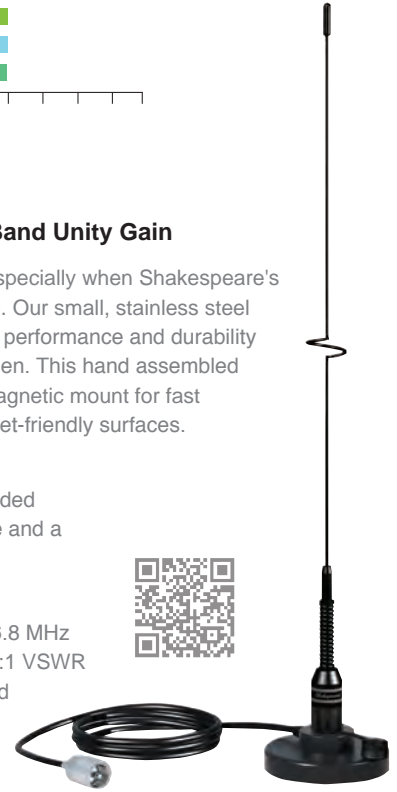 Band Unity Gain
specially when Shakespeare's
. Our small, stainless steel
performance and durability
en. This hand assembled
agnetic mount for fast
et-friendly surfaces.
ded
e and a
.8 MHz
:1 VSWR
d